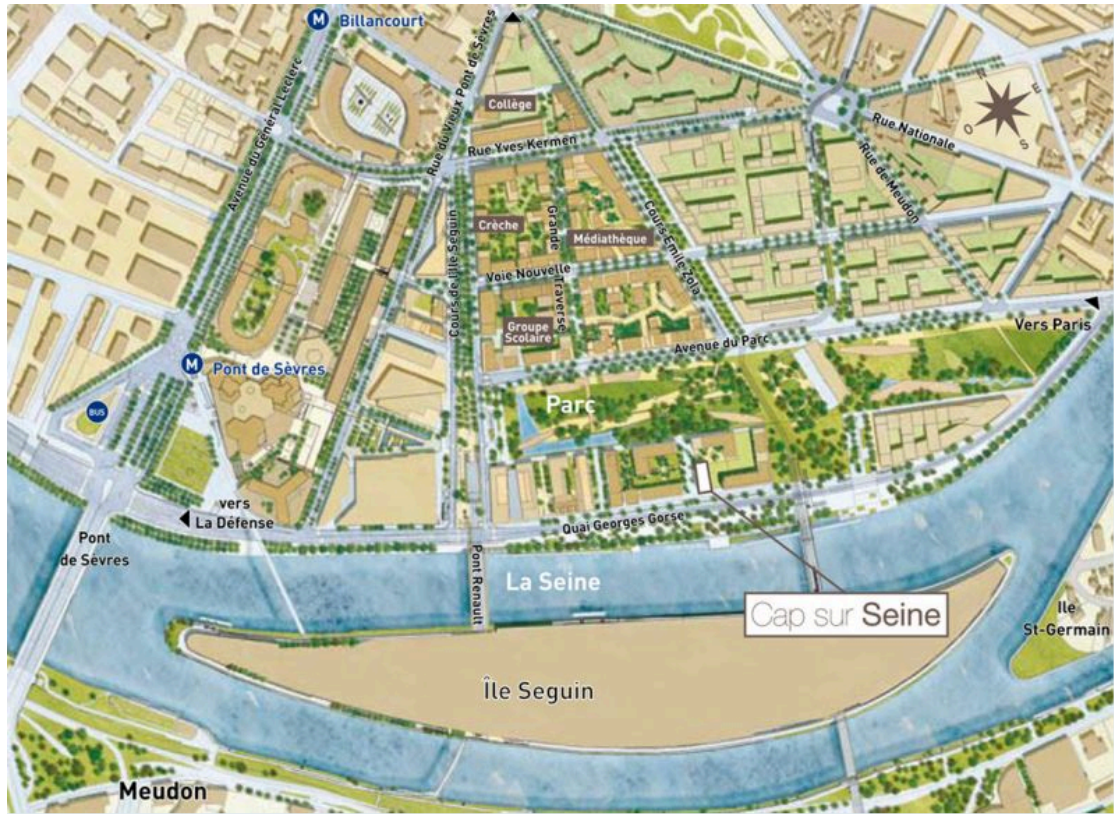 M Billancourt
Avenue du Général Leclerc
Rue du Vieux Pont de Sèvres
Collège
Rue Yves Kermen
Rue Nationale
N
E
S
O
Rue de Meudon
Cours de l'Île Seguin
Crèche
Grande
Traverse
Médiathèque
Cours Emile Zola
Voie Nouvelle
Groupe
Scolaire
Avenue du Parc
Vers Paris
M Pont de Sèvres
BUS
Parc
vers
La Défense
Quai Georges Gorse
Pont
de Sèvres
Pont Renault
La Seine
Cap sur Seine
Ile
St-Germain
Île Seguin
Meudon